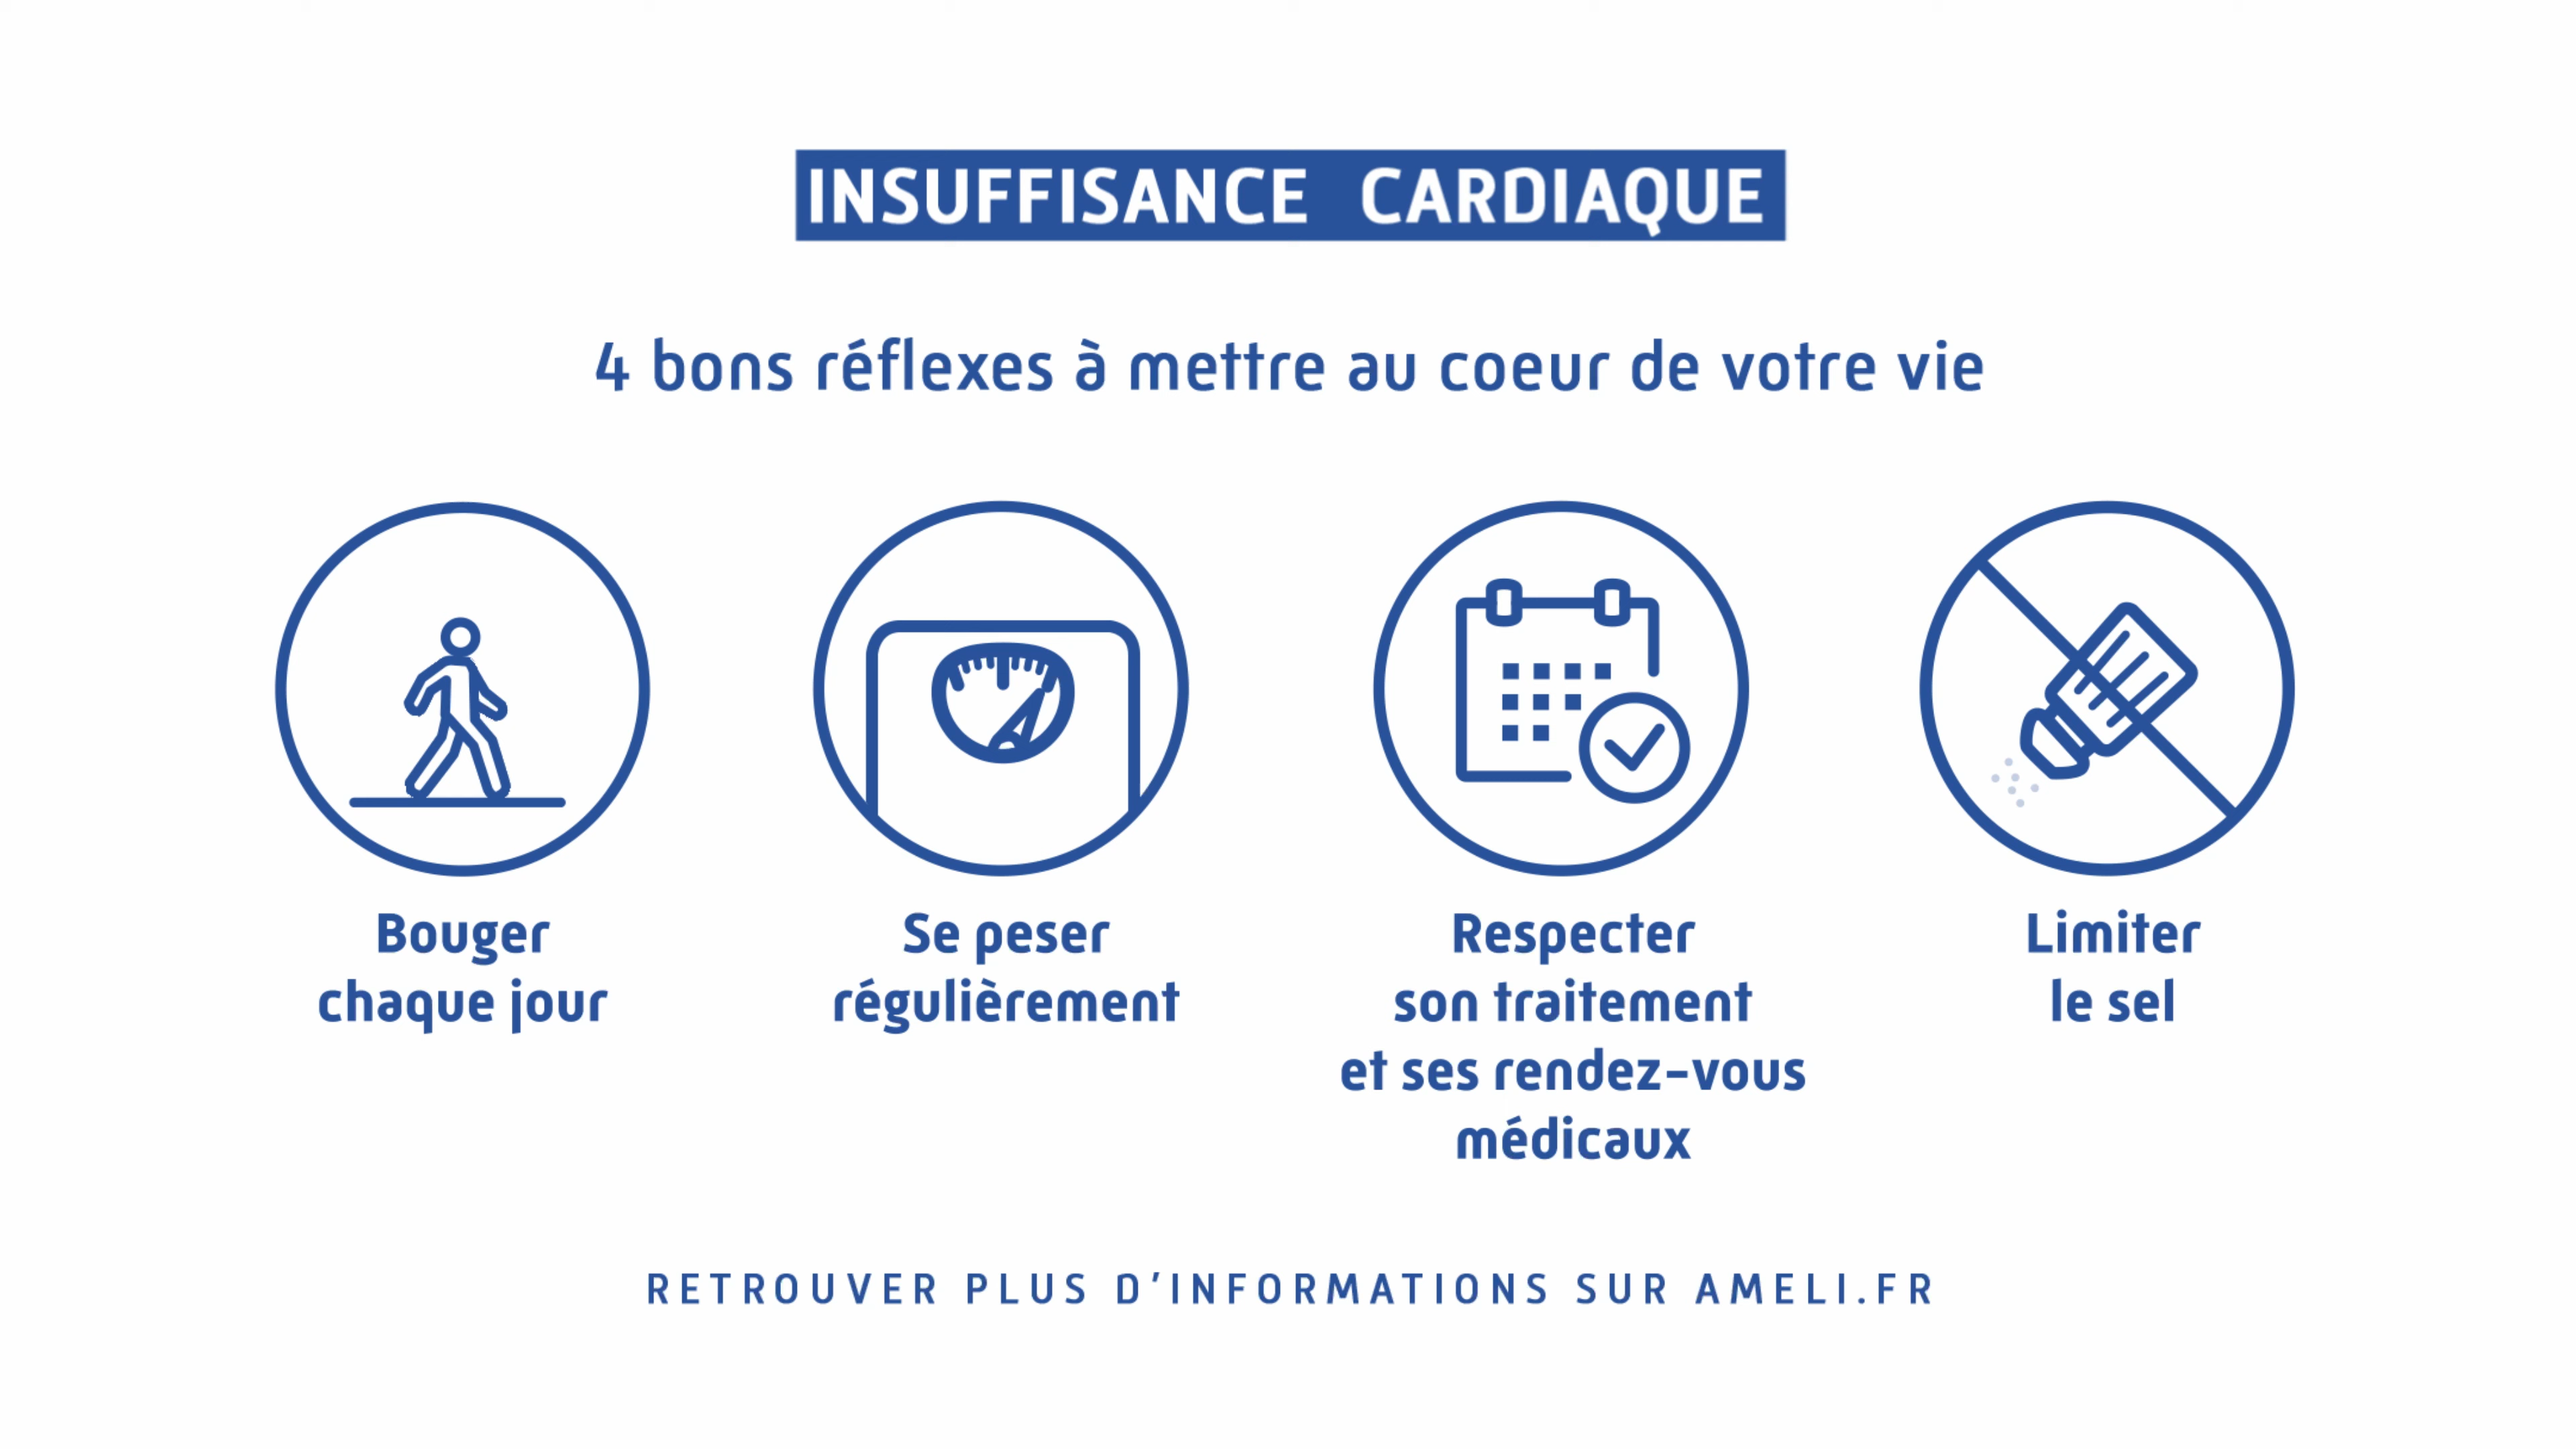 INSUFFISANCE CARDIAQUE
4 bons réflexes à mettre au coeur de votre vie
Bouger
chaque jour
Se peser
régulièrement
Respecter
son traitement
et ses rendez-vous
médicaux
Limiter
le sel
RETROUVER PLUS D'INFORMATIONS SUR AMELI.FR